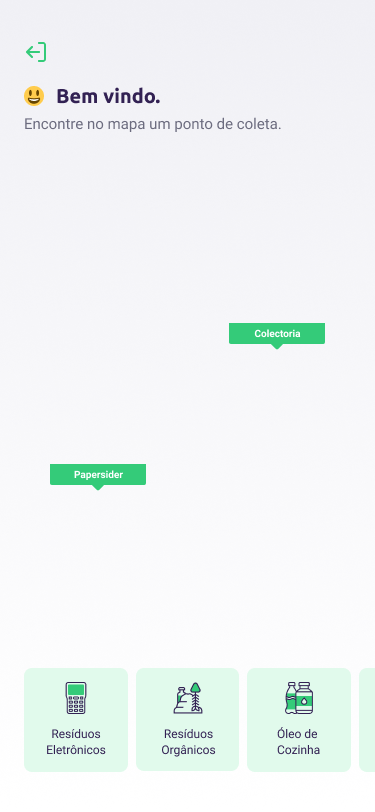 Bem vindo.
Encontre no mapa um ponto de coleta.
Colectoria
Papersider
Resíduos
Eletrônicos
Resíduos
Orgânicos
Óleo de
Cozinha